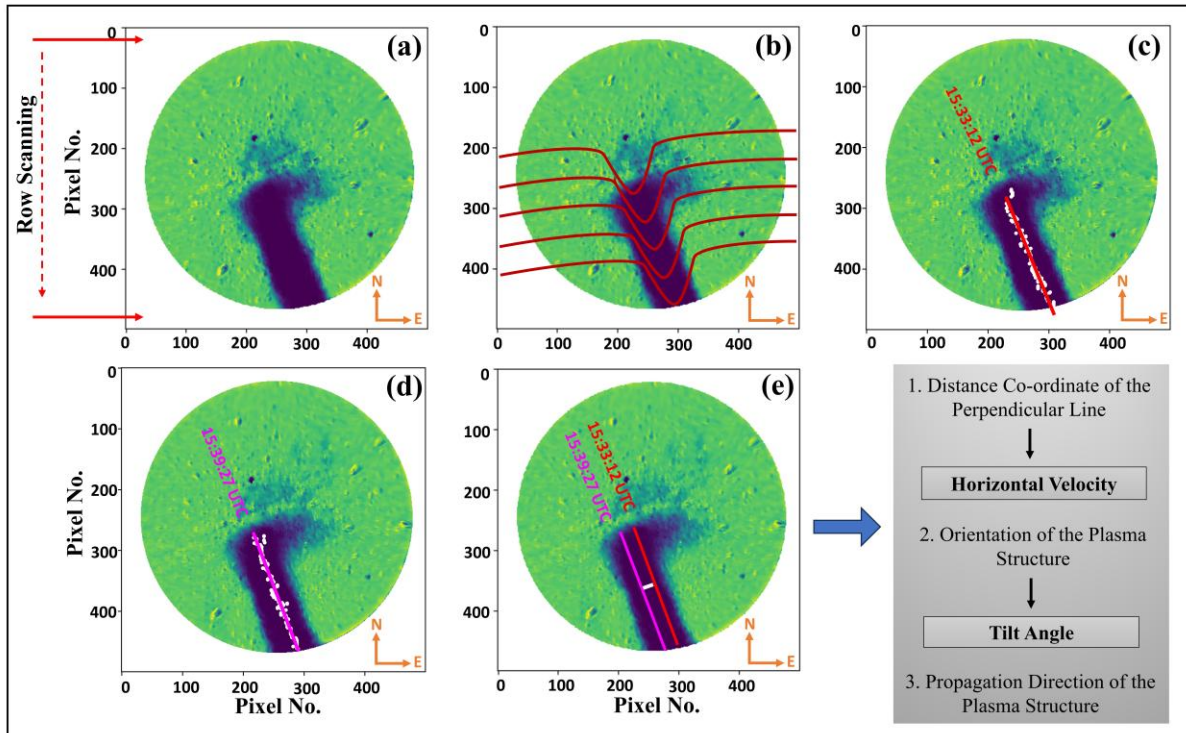 (a)
0
100
200
300
400
500
0 100 200 300 400
Row Scanning
Pixel No.
N
E
(b)
0
100
200
300
400
500
0 100 200 300 400
N
E
(c)
0
100
200
300
400
500
0 100 200 300 400
15:33:12 UTC
N
E
(d)
0
100
200
300
400
500
0 100 200 300 400
Pixel No.
Pixel No.
15:39:27 UTC
N
E
(e)
0
100
200
300
400
500
0 100 200 300 400
Pixel No.
15:39:27 UTC
15:33:12 UTC
N
E
1. Distance Co-ordinate of the
Perpendicular Line
Horizontal Velocity
2. Orientation of the Plasma
Structure
Tilt Angle
3. Propagation Direction of the
Plasma Structure